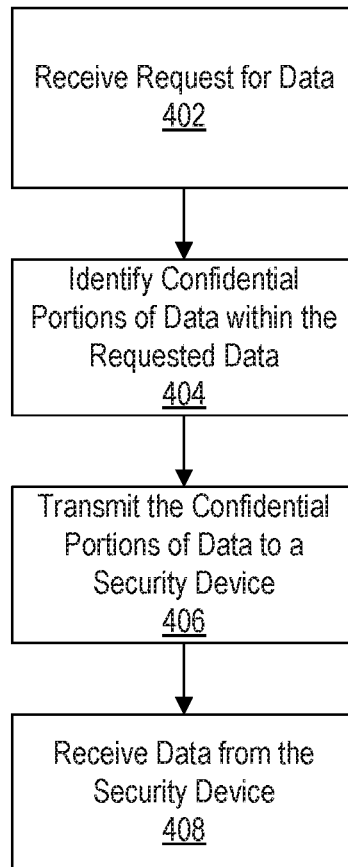 Receive Request for Data
402
Identify Confidential
Portions of Data within the
Requested Data
404
Transmit the Confidential
Portions of Data to a
Security Device
406
Receive Data from the
Security Device
408